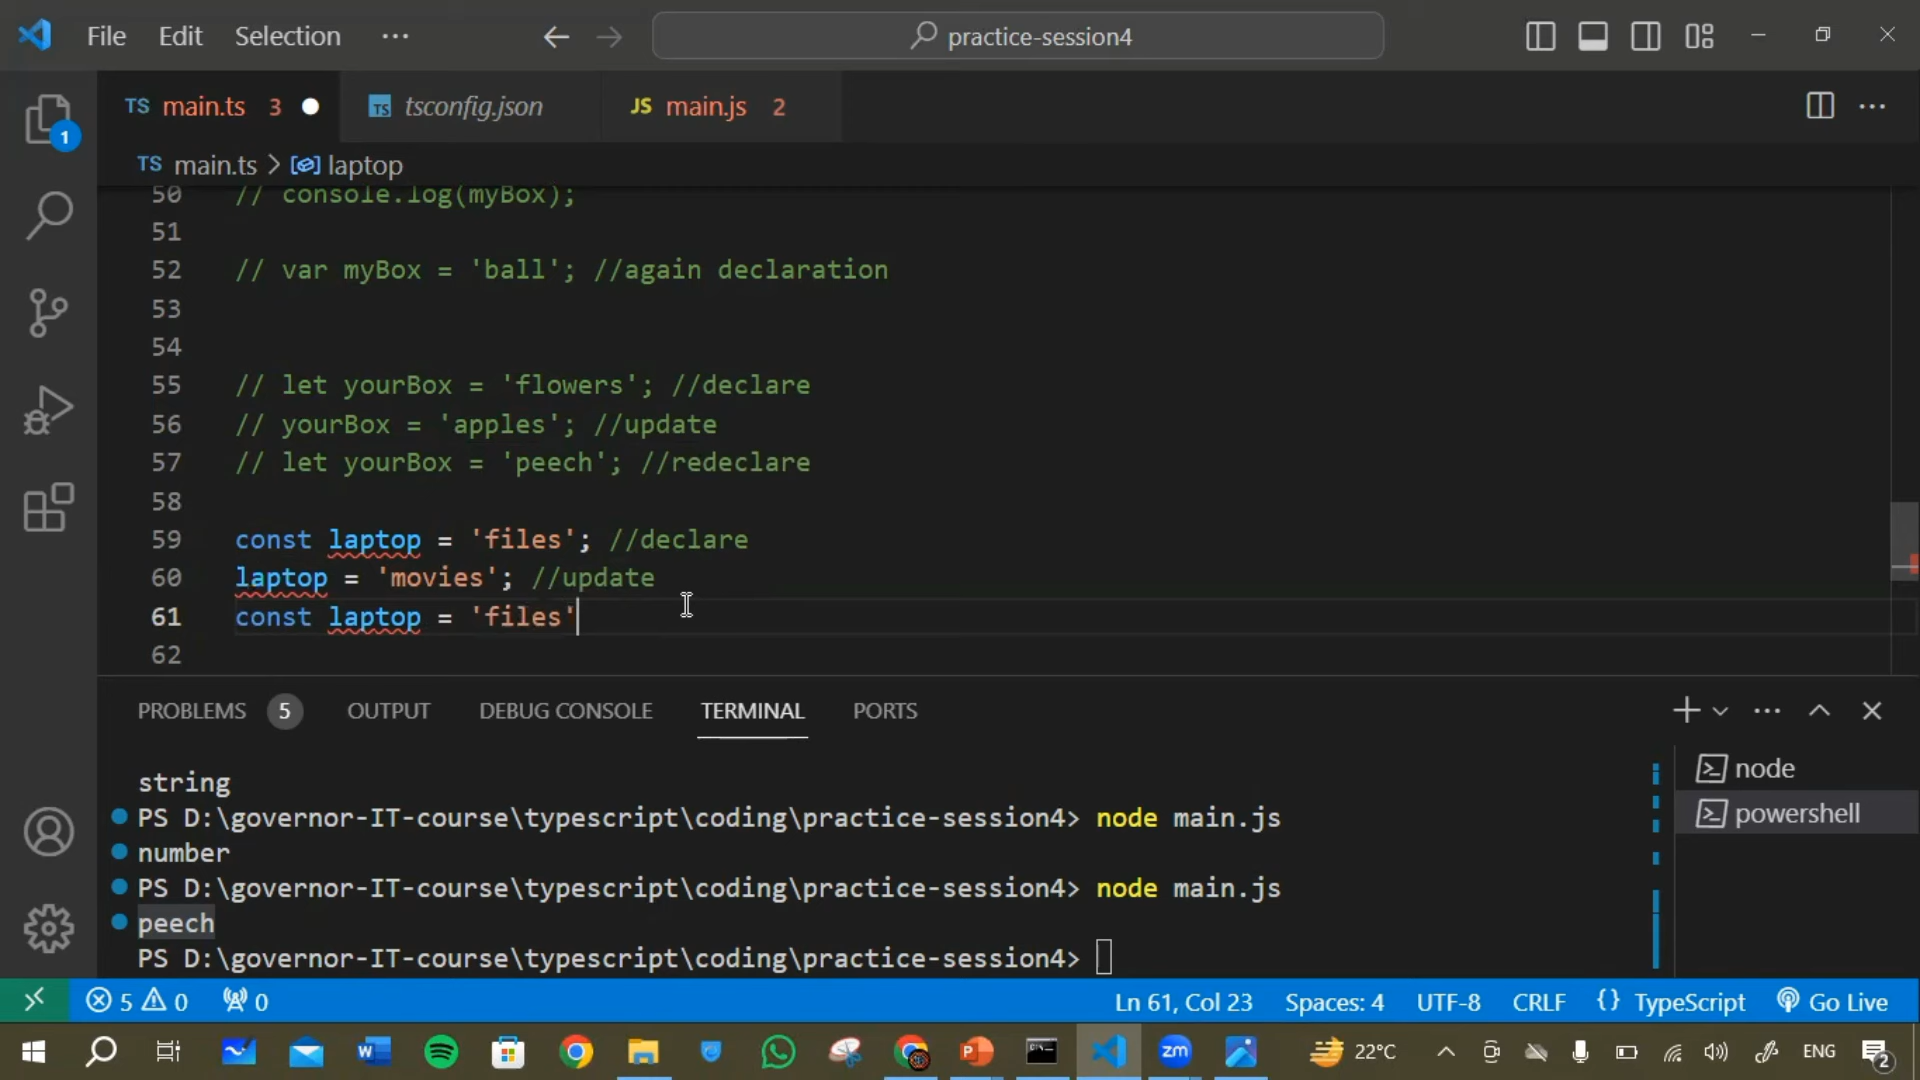 File Edit Selection ··· practice-session4
TS main.ts 3 TS tsconfig.json JS main.js 2 ···
TS main.ts > laptop
50 // console.log(myBox);
51
52 // var myBox = 'ball'; //again declaration
53
54
55 // let yourBox = 'flowers'; //declare
56 // yourBox = 'apples'; //update
57 // let yourBox = 'peech'; //redeclare
58
59 const laptop = 'files'; //declare
60 laptop = 'movies'; //update
61 const laptop = 'files'
62
1
PROBLEMS 5 OUTPUT DEBUG CONSOLE TERMINAL PORTS ···
string
PS D:\governor-IT-course\typescript\coding\practice-session4> node main.js
number
PS D:\governor-IT-course\typescript\coding\practice-session4> node main.js
peech
PS D:\governor-IT-course\typescript\coding\practice-session4>
node
powershell
5 0 0 Ln 61, Col 23 Spaces: 4 UTF-8 CRLF {} TypeScript Go Live
W P zm 22°C ENG 2